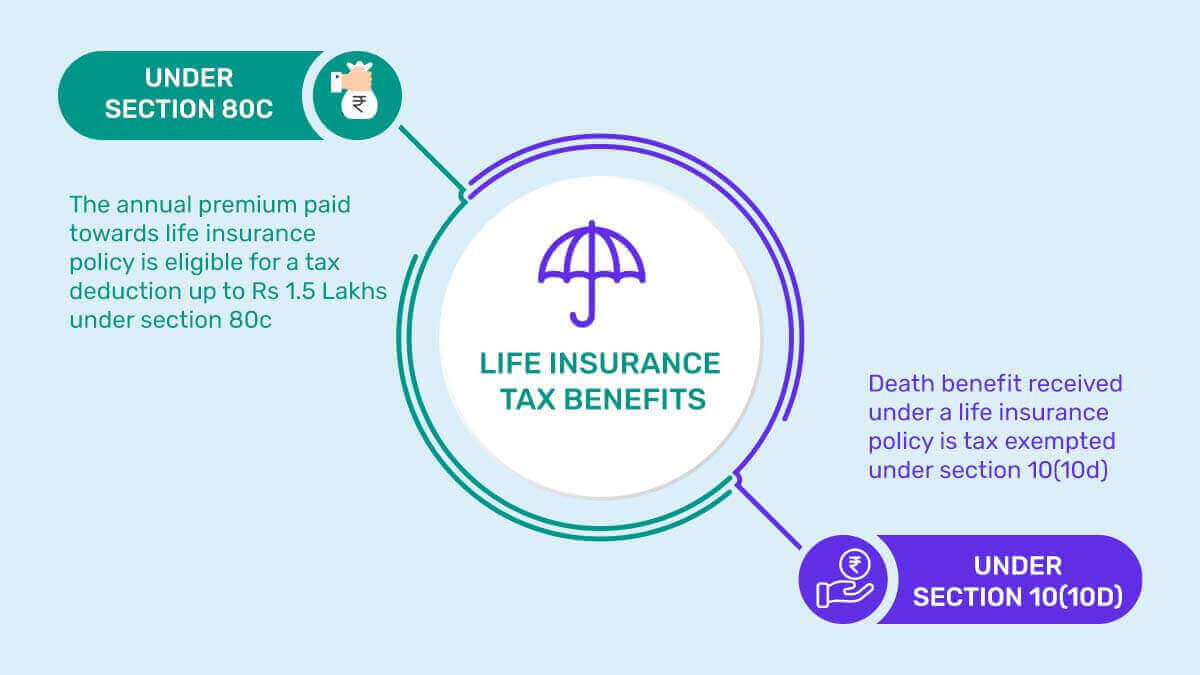 UNDER
SECTION 80C
₹
The annual premium paid
towards life insurance
policy is eligible for a tax
deduction up to Rs 1.5 Lakhs
under section 80c
LIFE INSURANCE
TAX BENEFITS
Death benefit received
under a life insurance
policy is tax exempted
under section 10(10d)
₹
UNDER
SECTION 10(10D)